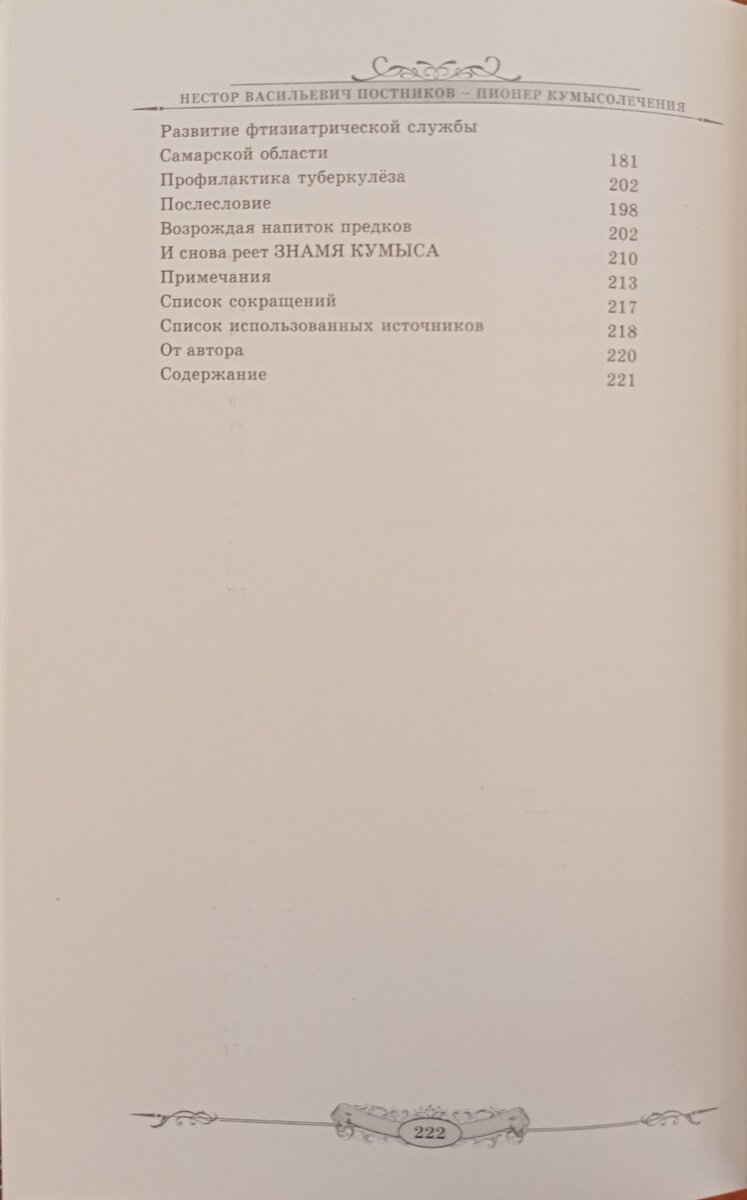 НЕСТОР ВАСИЛЬЕВИЧ ПОСТНИКОВ – ПИОНЕР КУМЫСОЛЕЧЕНИЯ
Развитие фтизиатрической службы
Самарской области 181
Профилактика туберкулёза 202
Послесловие 198
Возрождая напиток предков 202
И снова реет ЗНАМЯ КУМЫСА 210
Примечания 213
Список сокращений 217
Список использованных источников 218
От автора 220
Содержание 221
222